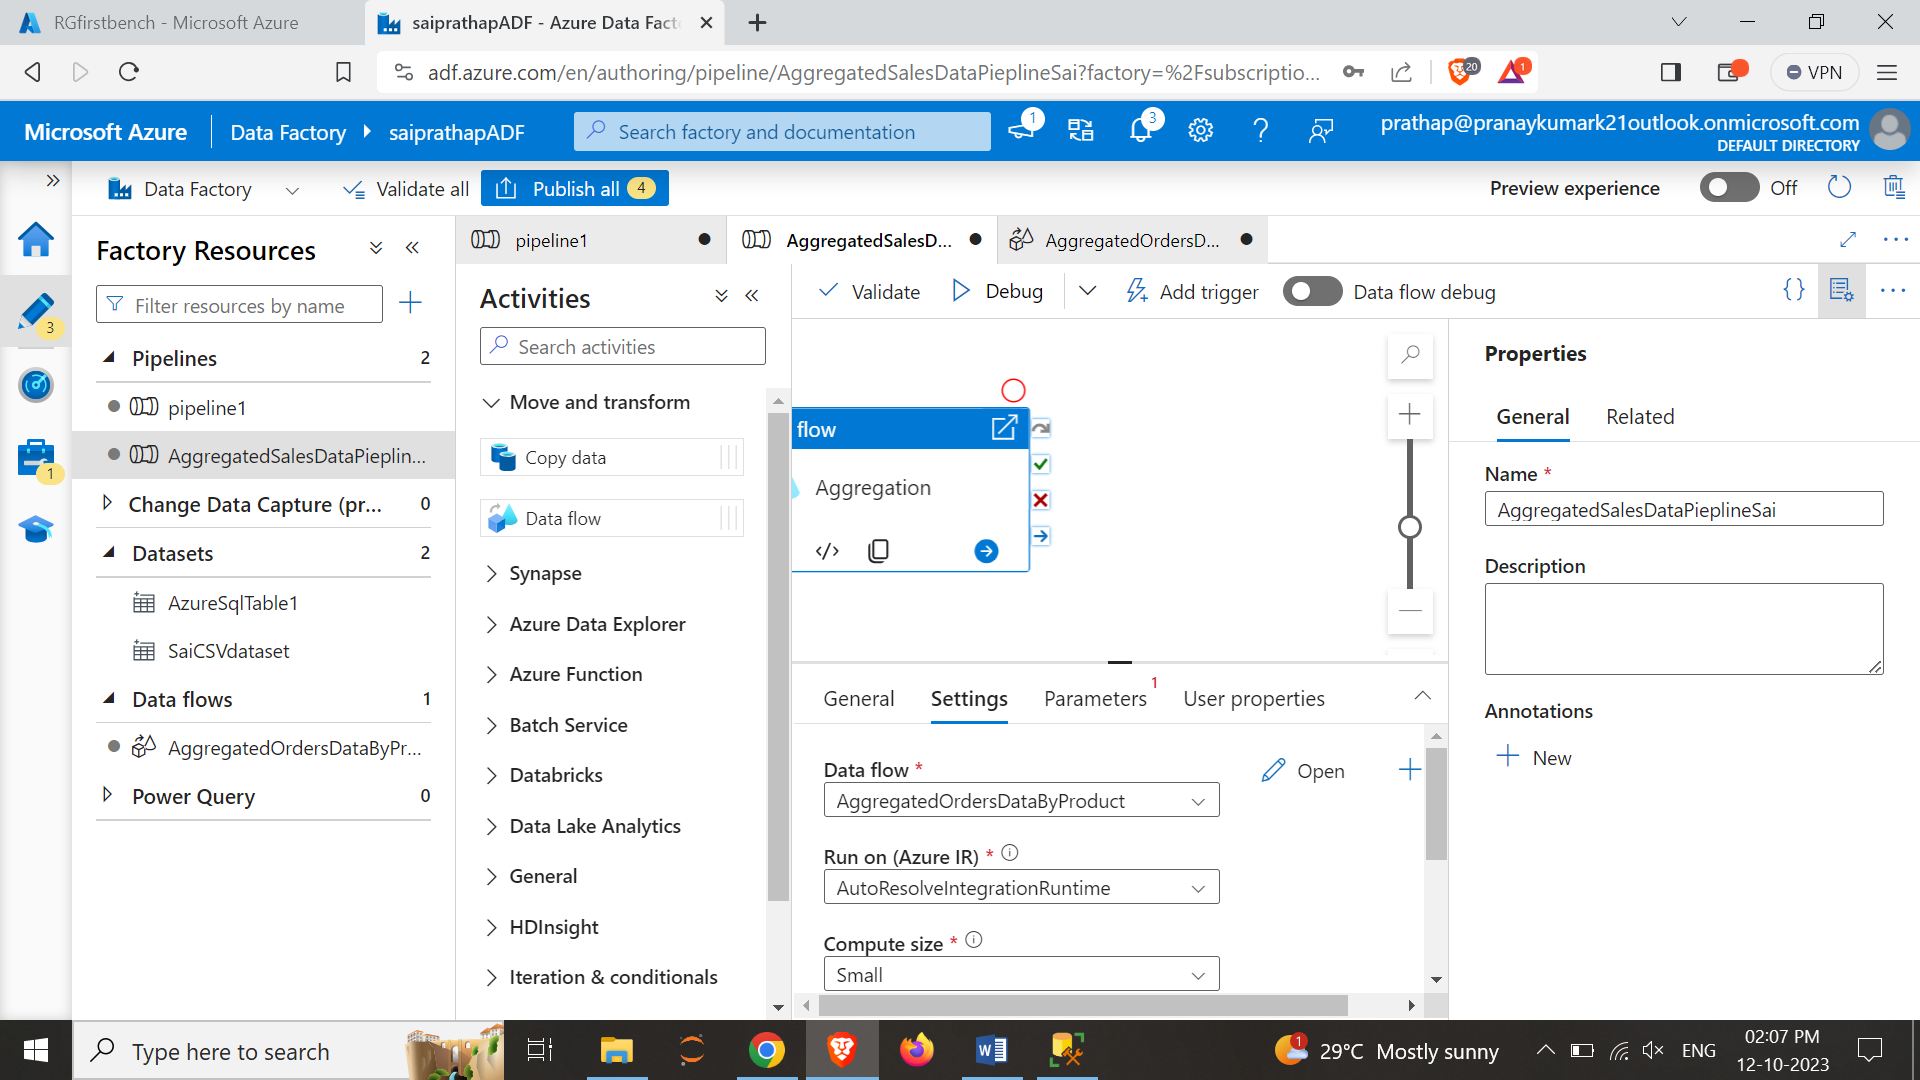 RGfirstbench - Microsoft Azure
saiprathapADF - Azure Data Fact
adf.azure.com/en/authoring/pipeline/AggregatedSalesDataPieplineSai?factory=%2Fsubscriptio...
20
1
VPN
Microsoft Azure
Data Factory
saiprathapADF
Search factory and documentation
1
3
prathap@pranaykumark21outlook.onmicrosoft.com
DEFAULT DIRECTORY
Data Factory
Validate all
Publish all
4
Preview experience
Off
Factory Resources
Filter resources by name
3
1
Pipelines
2
pipeline1
AggregatedSalesDataPieplin...
Change Data Capture (pr...
0
Datasets
2
AzureSqlTable1
SaiCSVdataset
Data flows
1
AggregatedOrdersDataByPr...
Power Query
0
pipeline1
AggregatedSalesD...
AggregatedOrdersD...
Activities
Search activities
Move and transform
Copy data
Data flow
Synapse
Azure Data Explorer
Azure Function
Batch Service
Databricks
Data Lake Analytics
General
HDInsight
Iteration & conditionals
Validate
Debug
Add trigger
Data flow debug
flow
Aggregation
General
Settings
Parameters
1
User properties
Data flow *
AggregatedOrdersDataByProduct
Open
Run on (Azure IR) *
AutoResolveIntegrationRuntime
Compute size *
Small
Properties
General
Related
Name *
AggregatedSalesDataPieplineSai
Description
Annotations
New
Type here to search
1
29°C Mostly sunny
ENG
02:07 PM
12-10-2023